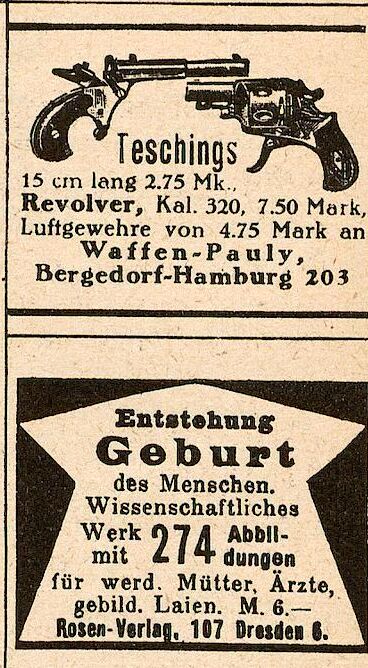 Teschings
15 cm lang 2.75 Mk.,
Revolver, Kal. 320, 7.50 Mark,
Luftgewehre von 4.75 Mark an
Waffen-Pauly,
Bergedorf-Hamburg 203
Entstehung
Geburt
des Menschen.
Wissenschaftliches
Werk mit 274 Abbil-
dungen
für werd. Mütter, Ärzte,
gebild. Laien. M. 6.—
Rosen-Verlag, 107 Dresden 6.